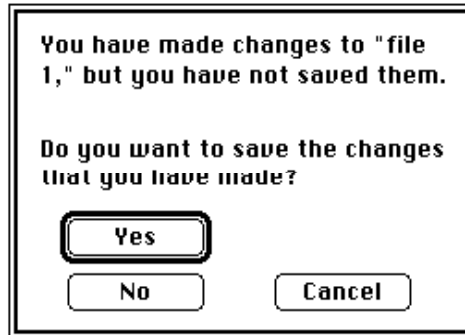 You have made changes to "file
1," but you have not saved them.
Do you want to save the changes
that you have made?
Yes
No
Cancel